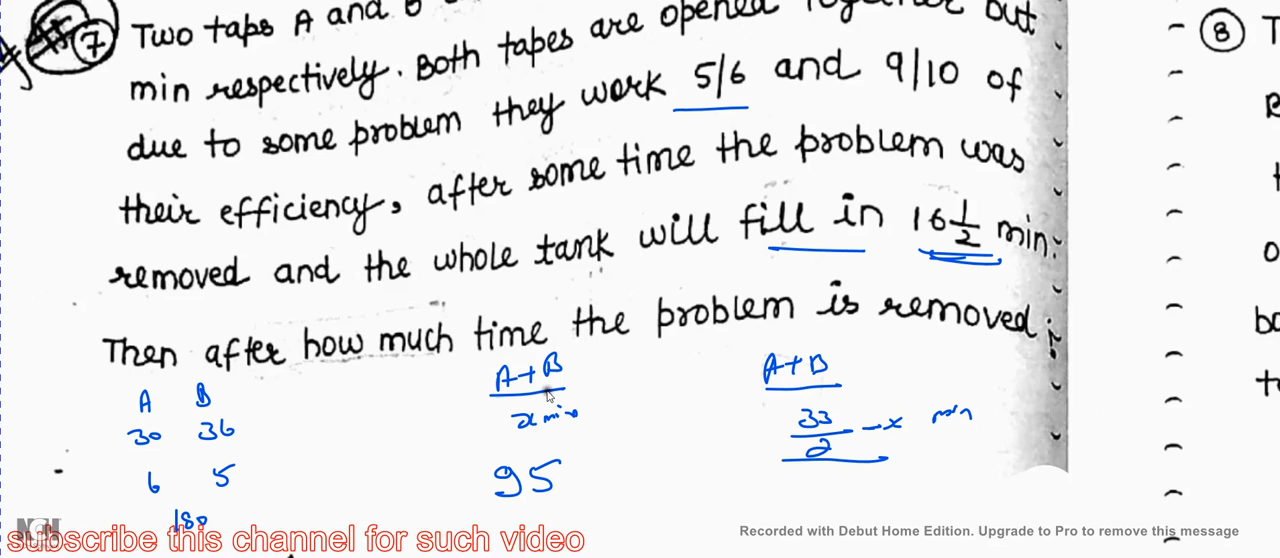 7 Two taps A and B
min respectively. Both tapes are opened together but
due to some problem they work 5/6 and 9/10 of
their efficiency, after some time the problem was
removed and the whole tank will fill in 16 1/2 min.
Then after how much time the problem is removed.
A B
30 36
6 5
180
A+B
x min
95
A+B
33/2 - x min
8 T
subscribe this channel for such video
Recorded with Debut Home Edition. Upgrade to Pro to remove this message